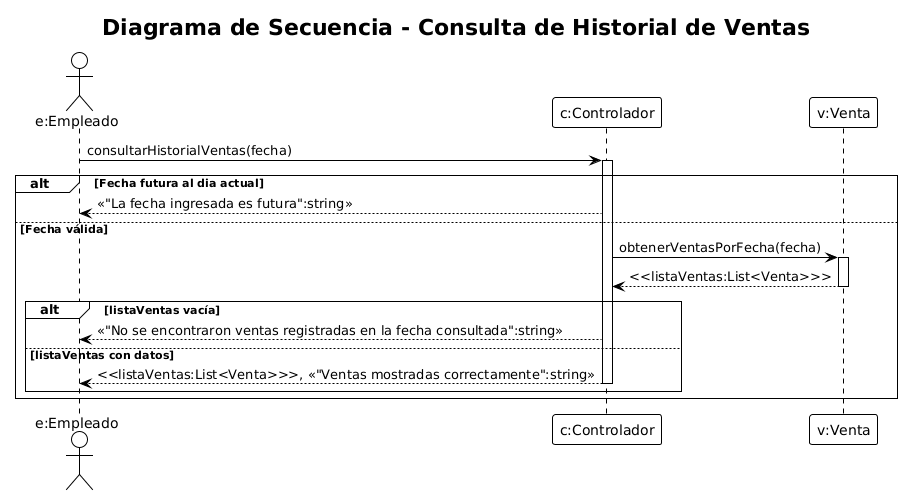 Diagrama de Secuencia - Consulta de Historial de Ventas
e:Empleado
c:Controlador
v:Venta
consultarHistorialVentas(fecha)
alt
[Fecha futura al dia actual]
«"La fecha ingresada es futura":string»
[Fecha válida]
obtenerVentasPorFecha(fecha)
<<listaVentas:List<Venta>>>
alt
[listaVentas vacía]
«"No se encontraron ventas registradas en la fecha consultada":string»
[listaVentas con datos]
<<listaVentas:List<Venta>>>, «"Ventas mostradas correctamente":string»
e:Empleado
c:Controlador
v:Venta